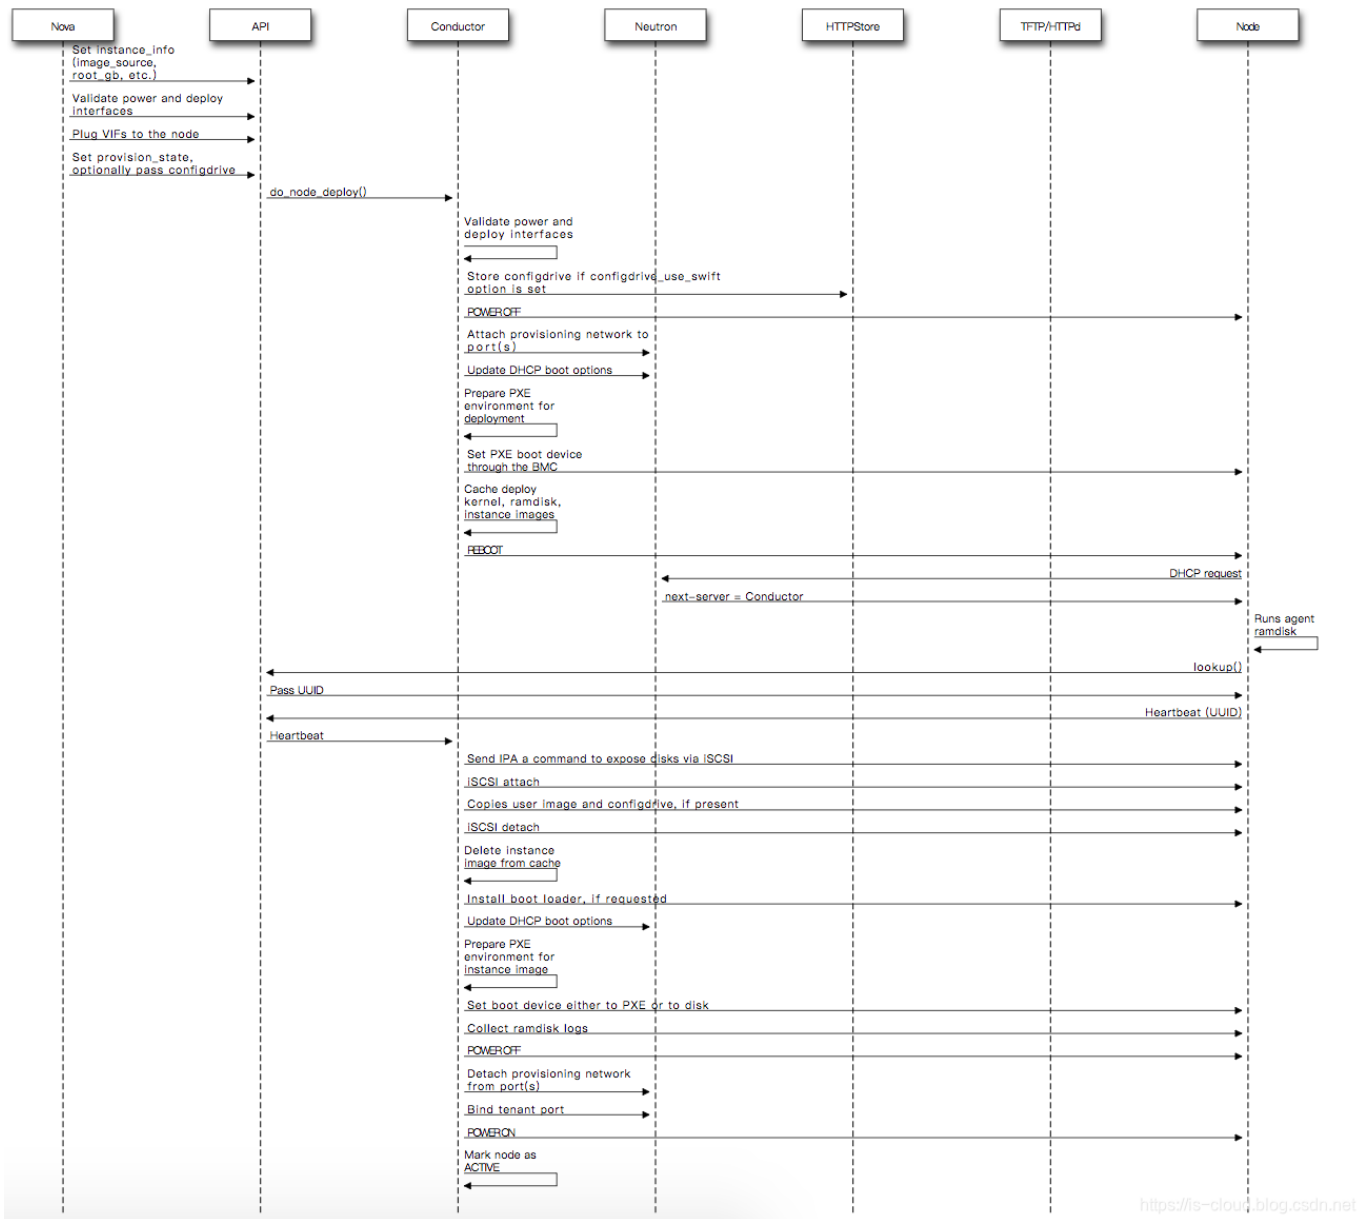 Nova
API
Conductor
Neutron
HTTPStore
TFTP/HTTPd
Node
Set instance_info
(image_source,
root_gb, etc.)
Validate power and deploy
interfaces
Plug VIFs to the node
Set provision_state,
optionally pass configdrive
do_node_deploy()
Validate power and
deploy interfaces
Store configdrive if configdrive_use_swift
option is set
POWER OFF
Attach provisioning network to
port(s)
Update DHCP boot options
Prepare PXE
environment for
deployment
Set PXE boot device
through the BMC
Cache deploy
kernel, ramdisk,
instance images
REBOOT
DHCP request
next-server = Conductor
Runs agent
ramdisk
lookup()
Pass UUID
Heartbeat (UUID)
Heartbeat
Send IPA a command to expose disks via iSCSI
iSCSI attach
Copies user image and configdrive, if present
iSCSI detach
Delete instance
image from cache
Install boot loader, if requested
Update DHCP boot options
Prepare PXE
environment for
instance image
Set boot device either to PXE or to disk
Collect ramdisk logs
POWER OFF
Detach provisioning network
from port(s)
Bind tenant port
POWER ON
Mark node as
ACTIVE
https://is-cloud.blog.csdn.net